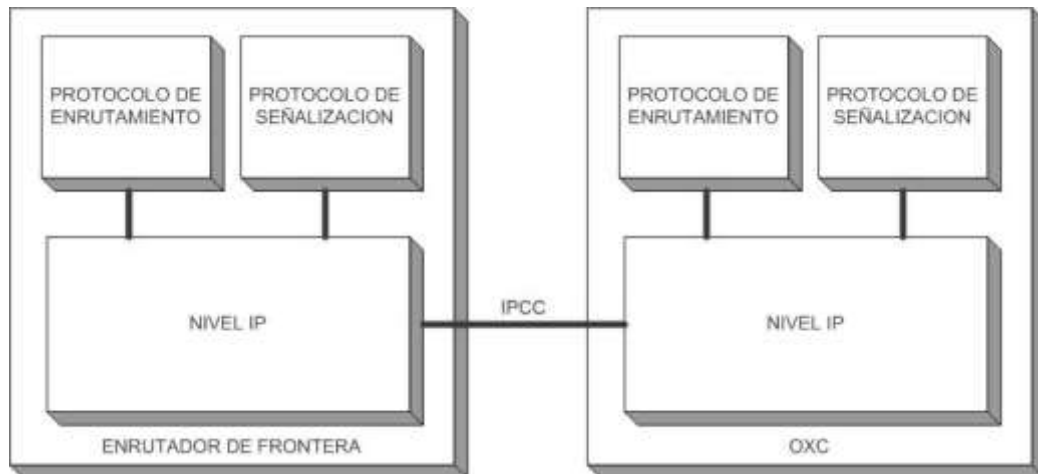 PROTOCOLO DE
ENRUTAMIENTO
PROTOCOLO DE
SEÑALIZACION
NIVEL IP
ENRUTADOR DE FRONTERA
IPCC
PROTOCOLO DE
ENRUTAMIENTO
PROTOCOLO DE
SEÑALIZACION
NIVEL IP
OXC